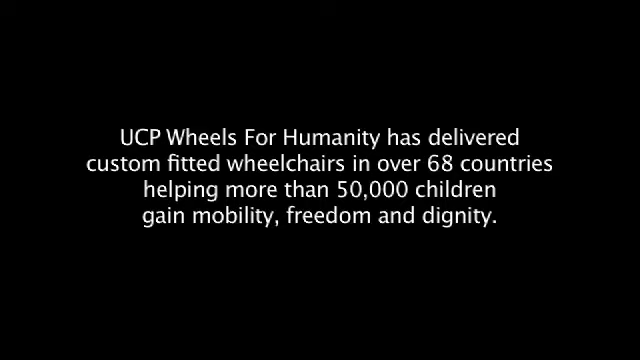 UCP Wheels For Humanity has delivered
custom fitted wheelchairs in over 68 countries
helping more than 50,000 children
gain mobility, freedom and dignity.